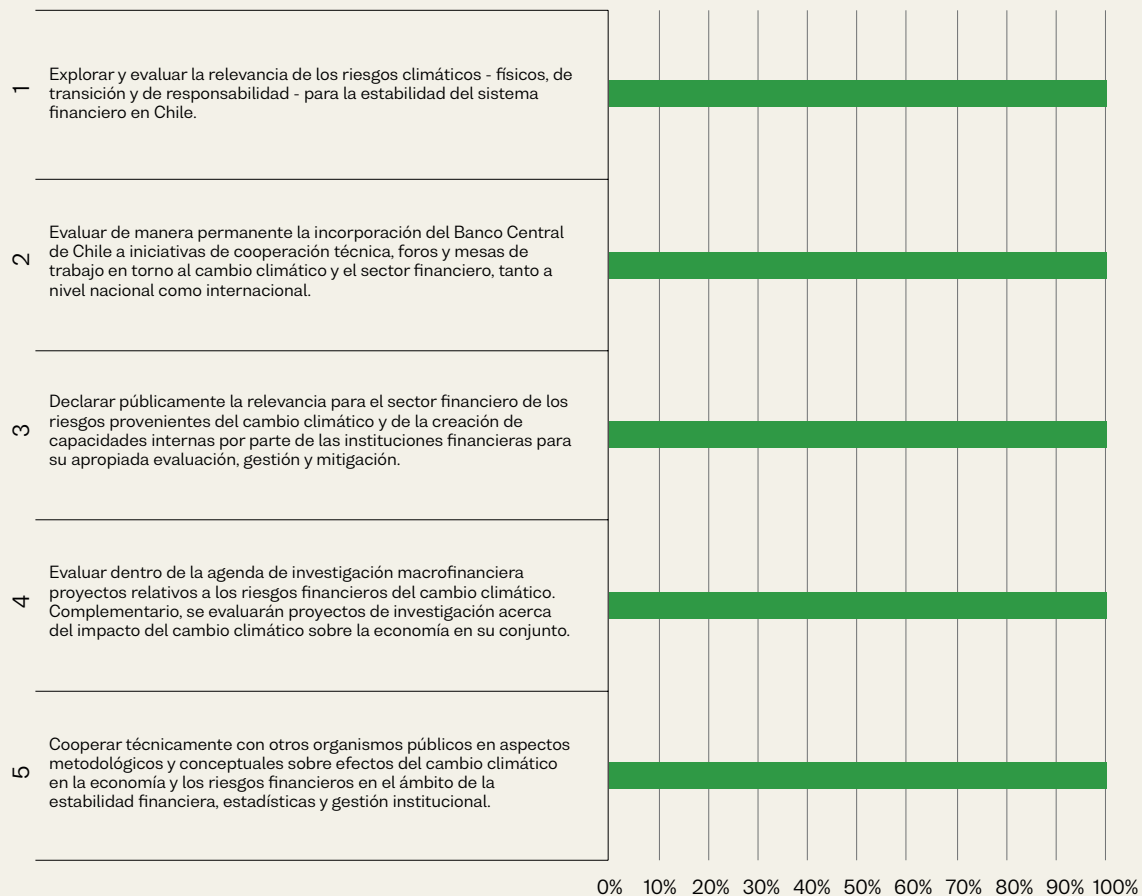 1
Explorar y evaluar la relevancia de los riesgos climáticos - físicos, de
transición y de responsabilidad - para la estabilidad del sistema
financiero en Chile.
2
Evaluar de manera permanente la incorporación del Banco Central
de Chile a iniciativas de cooperación técnica, foros y mesas de
trabajo en torno al cambio climático y el sector financiero, tanto a
nivel nacional como internacional.
3
Declarar públicamente la relevancia para el sector financiero de los
riesgos provenientes del cambio climático y de la creación de
capacidades internas por parte de las instituciones financieras para
su apropiada evaluación, gestión y mitigación.
4
Evaluar dentro de la agenda de investigación macrofinanciera
proyectos relativos a los riesgos financieros del cambio climático.
Complementario, se evaluarán proyectos de investigación acerca
del impacto del cambio climático sobre la economía en su conjunto.
5
Cooperar técnicamente con otros organismos públicos en aspectos
metodológicos y conceptuales sobre efectos del cambio climático
en la economía y los riesgos financieros en el ámbito de la
estabilidad financiera, estadísticas y gestión institucional.
0% 10% 20% 30% 40% 50% 60% 70% 80% 90% 100%